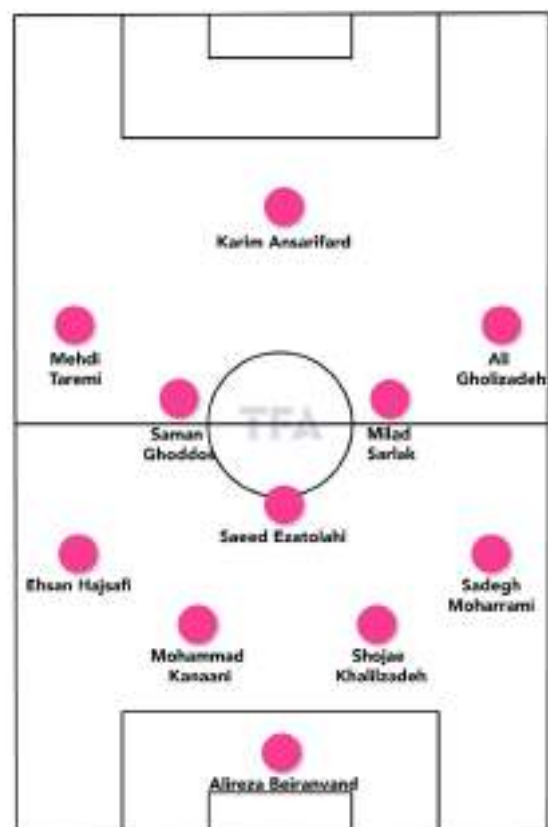 Karim Ansarifard
Mehdi
Taremi
Ali
Gholizadeh
TFA
Saman
Ghoddos
Milad
Sarlak
Saeed Ezatolahi
Ehsan Hajsafi
Sadegh
Moharrami
Mohammad
Kanaani
Shojae
Khalilzadeh
Alireza Beiranvand